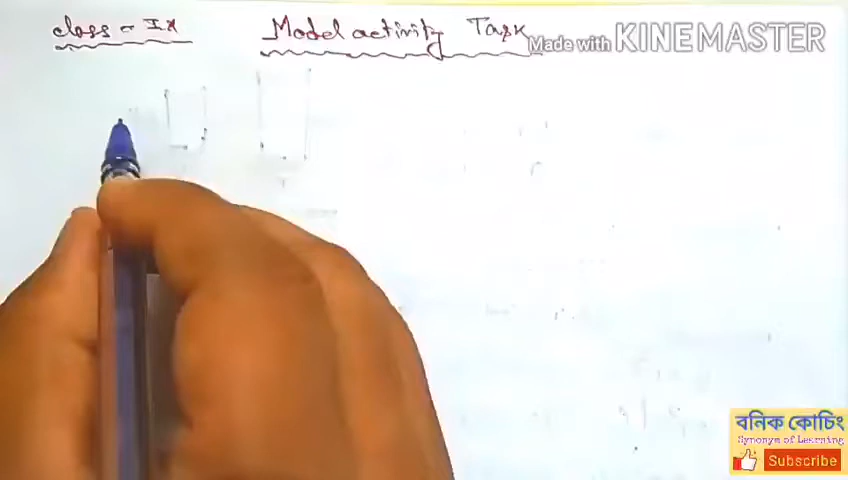 class - IX Model activity Task
Made with KINEMASTER
বনিক কোচিং
Synonym of Learning
Subscribe